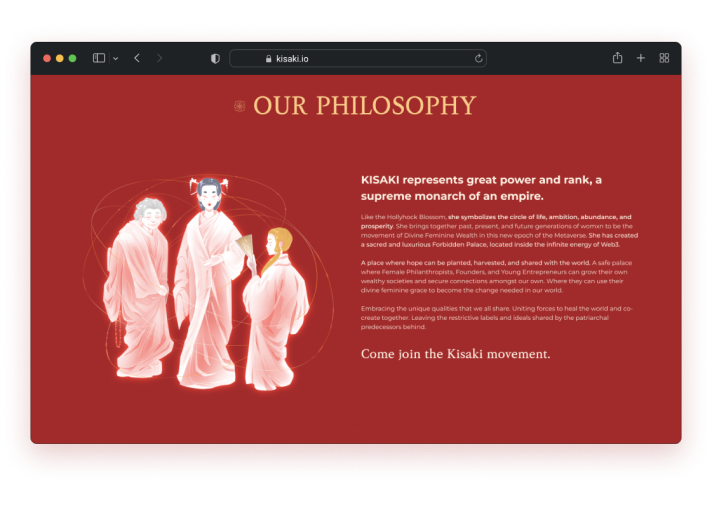 kisaki.io
OUR PHILOSOPHY
KISAKI represents great power and rank, a
supreme monarch of an empire.
Like the Hollyhock Blossom, she symbolizes the circle of life, ambition, abundance, and
prosperity. She brings together past, present, and future generations of womxn to be the
movement of Divine Feminine Wealth in this new epoch of the Metaverse. She has created
a sacred and luxurious Forbidden Palace, located inside the infinite energy of Web3.
A place where hope can be planted, harvested, and shared with the world. A safe palace
where Female Philanthropists, Founders, and Young Entrepreneurs can grow their own
wealthy societies and secure connections amongst our own. Where they can use their
divine feminine grace to become the change needed in our world.
Embracing the unique qualities that we all share. Uniting forces to heal the world and co-
create together. Leaving the restrictive labels and ideals shared by the patriarchal
predecessors behind.
Come join the Kisaki movement.